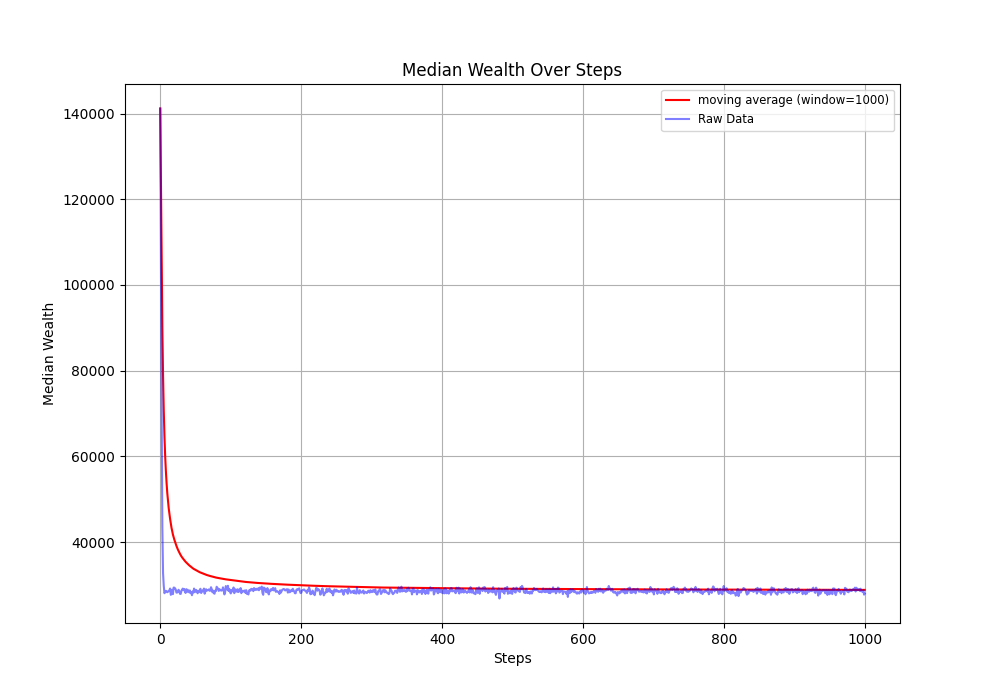 Median Wealth Over Steps
moving average (window=1000)
Raw Data
140000
120000
100000
80000
60000
40000
Median Wealth
0
200
400
600
800
1000
Steps